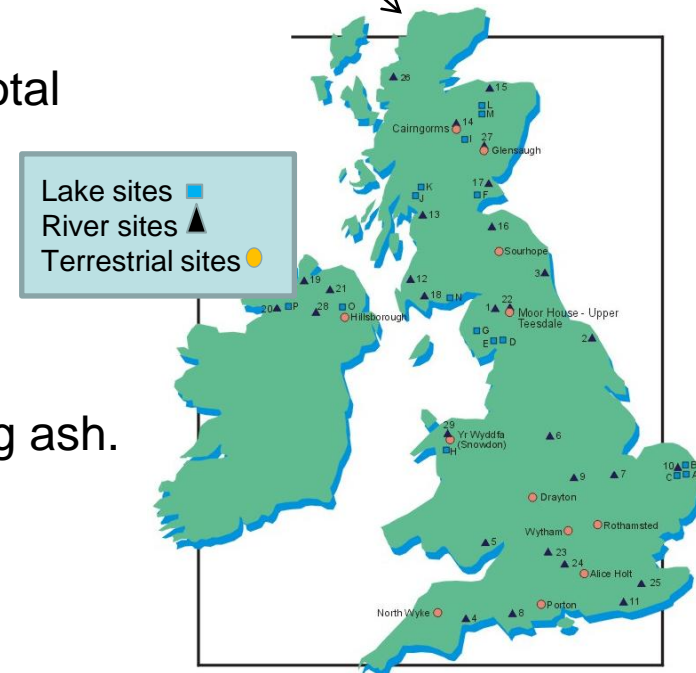 otal
Lake sites
River sites
Terrestrial sites
g ash.
26
15
L
M
14
Cairngorms
I
27
Glensaugh
K
J
17
F
13
16
Sourhope
19
21
12
3
18
N
20
P
28
O
Hillsborough
1
22
Moor House - Upper
Teesdale
G
E
D
2
29
Yr Wyddfa
(Snowdon)
H
6
10
B
C
A
9
7
Drayton
Rothamsted
Wytham
5
23
24
Alice Holt
25
North Wyke
4
8
Porton
11